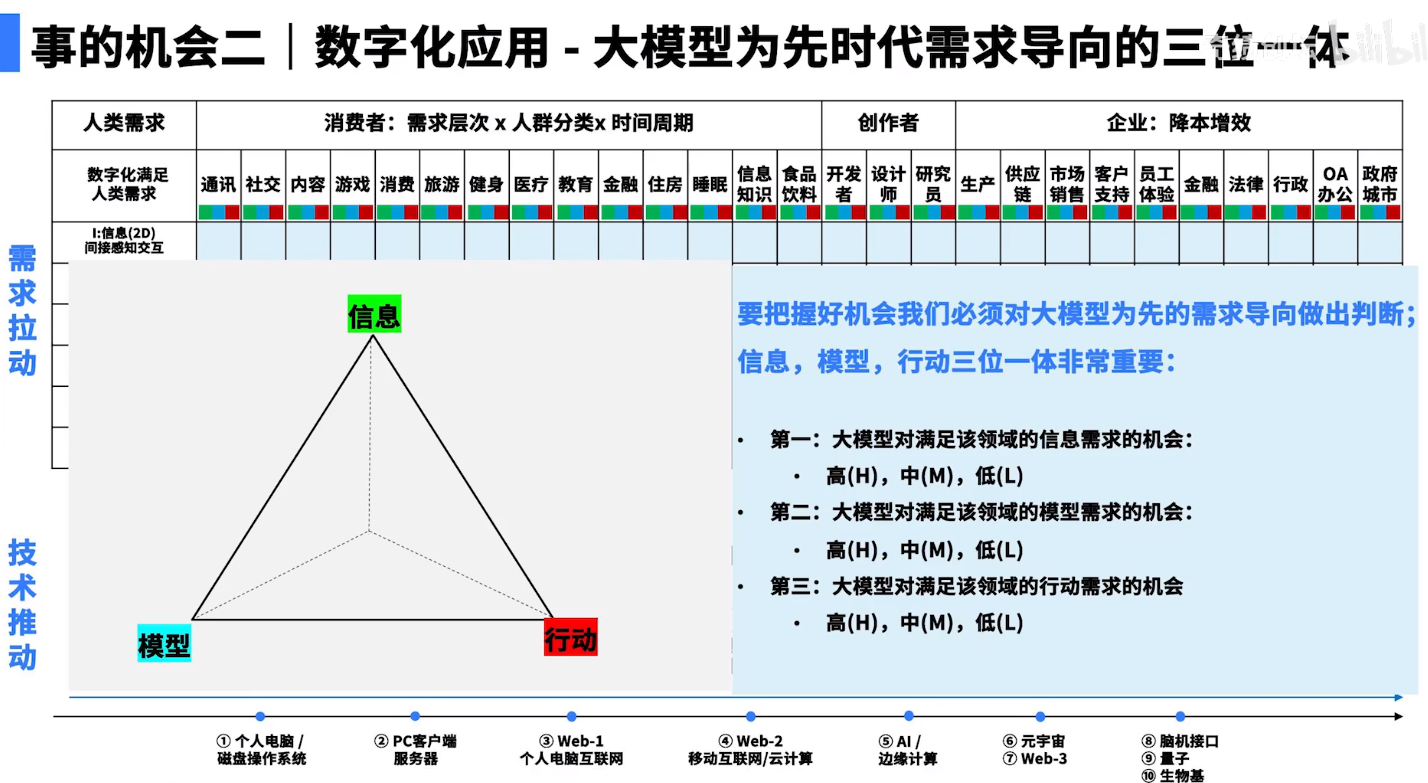 事的机会二｜数字化应用 - 大模型为先时代需求导向的三位一体
bilibili
人类需求
消费者：需求层次 x 人群分类x 时间周期
创作者
企业：降本增效
数字化满足
人类需求
通讯
社交
内容
游戏
消费
旅游
健身
医疗
教育
金融
住房
睡眠
信息
知识
食品
饮料
开发
者
设计
师
研究
员
生产
供应
链
市场
销售
客户
支持
员工
体验
金融
法律
行政
OA
办公
政府
城市
I:信息(2D)
间接感知交互
需求拉动
技术推动
信息
模型
行动
要把握好机会我们必须对大模型为先的需求导向做出判断；
信息，模型，行动三位一体非常重要：
• 第一：大模型对满足该领域的信息需求的机会：
• 高(H)，中(M)，低(L)
• 第二：大模型对满足该领域的模型需求的机会：
• 高(H)，中(M)，低(L)
• 第三：大模型对满足该领域的行动需求的机会
• 高(H)，中(M)，低(L)
① 个人电脑 /
磁盘操作系统
② PC客户端
服务器
③ Web-1
个人电脑互联网
④ Web-2
移动互联网/云计算
⑤ AI /
边缘计算
⑥ 元宇宙
⑦ Web-3
⑧ 脑机接口
⑨ 量子
⑩ 生物基